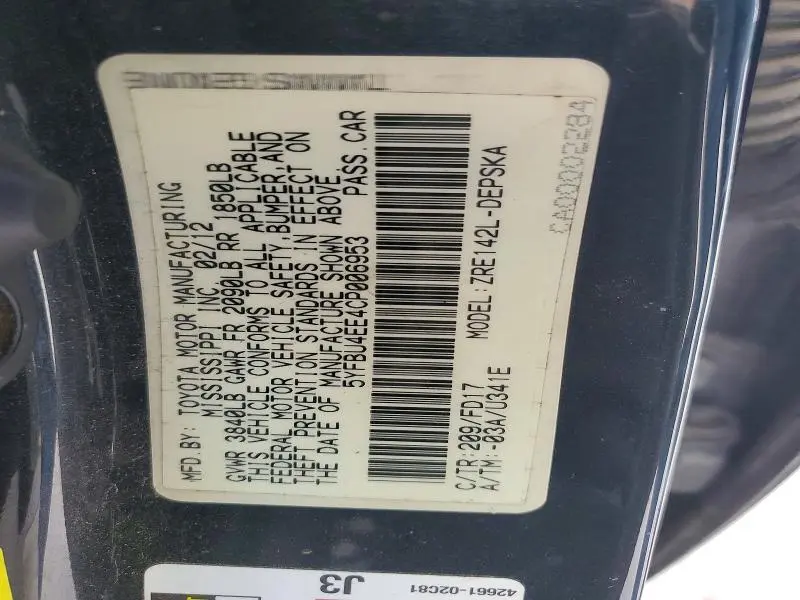 MFD.BY: TOYOTA MOTOR MANUFACTURING
MISSISSIPPI INC. 02/12
GVWR 3840LB GAWR FR 2090LB RR 1850LB
THIS VEHICLE CONFORMS TO ALL APPLICABLE
FEDERAL MOTOR VEHICLE SAFETY, BUMPER, AND
THEFT PREVENTION STANDARDS IN EFFECT ON
THE DATE OF MANUFACTURE SHOWN ABOVE.
5YFBU4EE4CP006953 PASS. CAR
C/TR:209/FD17 MODEL:ZRE142L-DEPSKA
A/TM:-03A/U341E
CA00002284
J3
42661-02C81